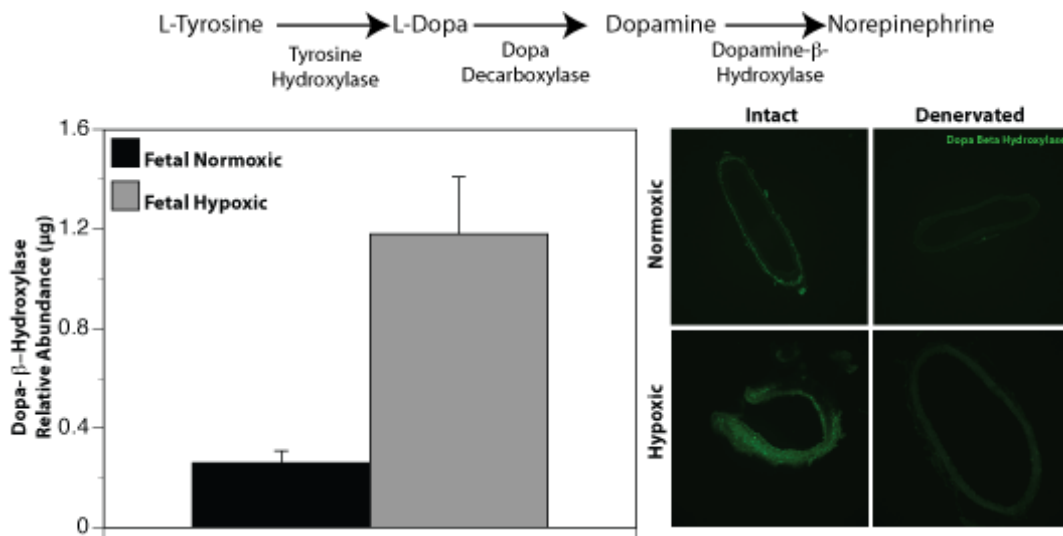 L-Tyrosine L-Dopa Dopamine Norepinephrine
Tyrosine
Hydroxylase
Dopa
Decarboxylase
Dopamine-β-
Hydroxylase
Dopa- β–Hydroxylase
Relative Abundance (µg)
1.6
1.2
0.8
0.4
0
Fetal Normoxic
Fetal Hypoxic
Intact Denervated
Normoxic
Hypoxic
Dopa Beta Hydroxylase